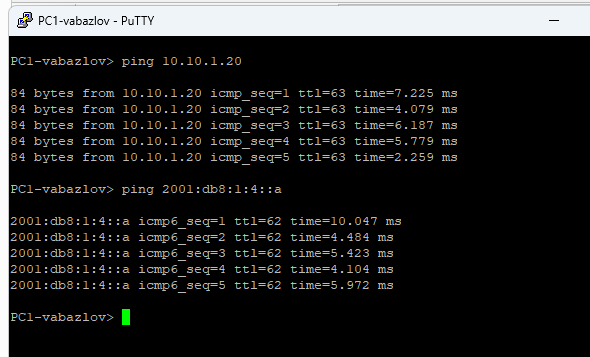 PC1-vabazlov - PuTTY
PC1-vabazlov> ping 10.10.1.20
84 bytes from 10.10.1.20 icmp_seq=1 ttl=63 time=7.225 ms
84 bytes from 10.10.1.20 icmp_seq=2 ttl=63 time=4.079 ms
84 bytes from 10.10.1.20 icmp_seq=3 ttl=63 time=6.187 ms
84 bytes from 10.10.1.20 icmp_seq=4 ttl=63 time=5.779 ms
84 bytes from 10.10.1.20 icmp_seq=5 ttl=63 time=2.259 ms
PC1-vabazlov> ping 2001:db8:1:4::a
2001:db8:1:4::a icmp6_seq=1 ttl=62 time=10.047 ms
2001:db8:1:4::a icmp6_seq=2 ttl=62 time=4.484 ms
2001:db8:1:4::a icmp6_seq=3 ttl=62 time=5.423 ms
2001:db8:1:4::a icmp6_seq=4 ttl=62 time=4.104 ms
2001:db8:1:4::a icmp6_seq=5 ttl=62 time=5.972 ms
PC1-vabazlov>